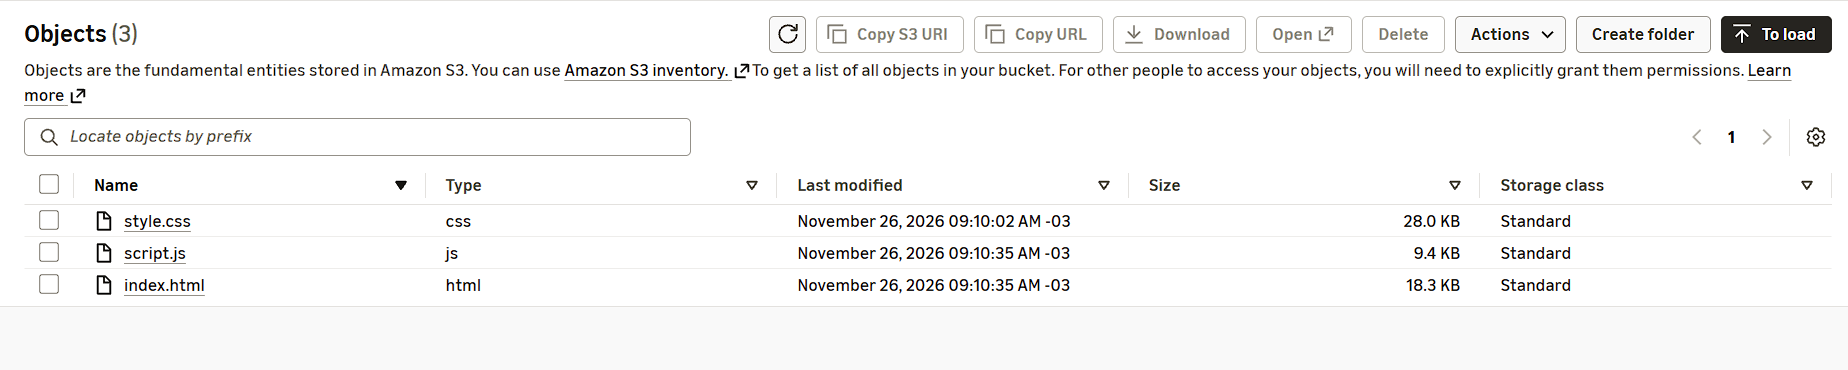 Objects (3)
Copy S3 URI
Copy URL
Download
Open
Delete
Actions
Create folder
To load
Objects are the fundamental entities stored in Amazon S3. You can use Amazon S3 inventory. To get a list of all objects in your bucket. For other people to access your objects, you will need to explicitly grant them permissions. Learn
more
Locate objects by prefix
1
Name Type Last modified Size Storage class
style.css css November 26, 2026 09:10:02 AM -03 28.0 KB Standard
script.js js November 26, 2026 09:10:35 AM -03 9.4 KB Standard
index.html html November 26, 2026 09:10:35 AM -03 18.3 KB Standard